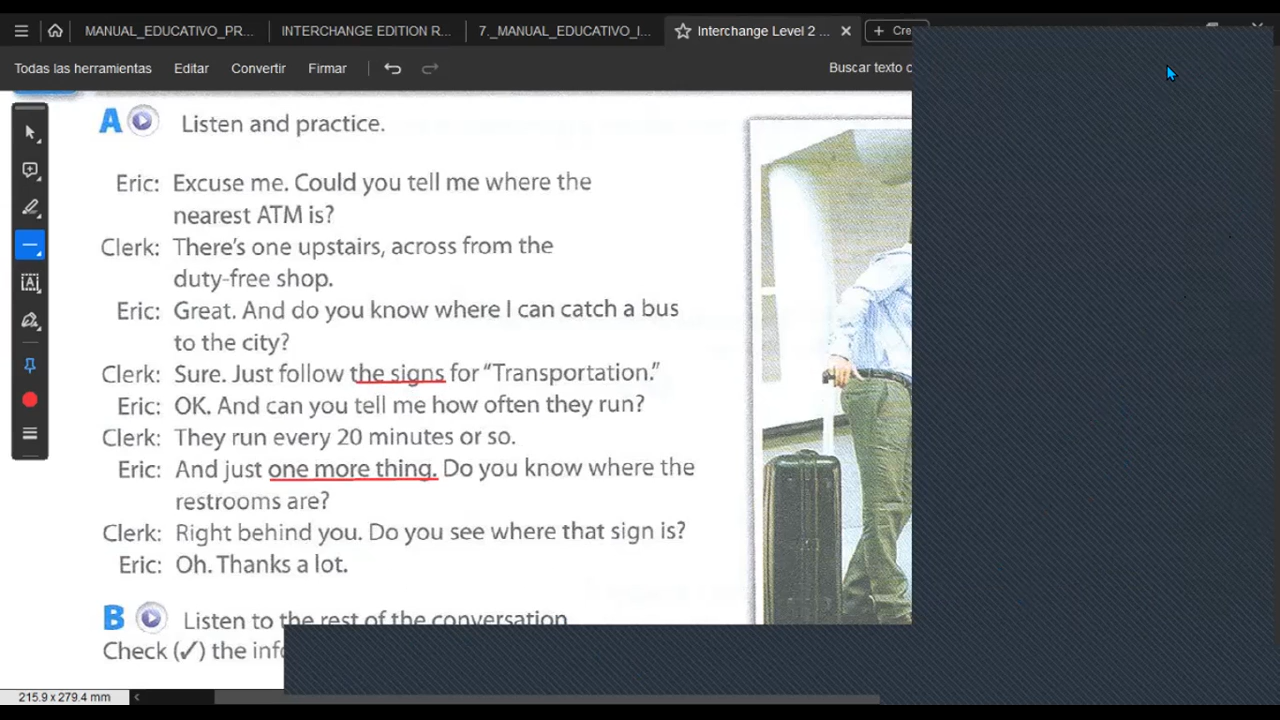 MANUAL_EDUCATIVO_PR...
INTERCHANGE EDITION R...
7._MANUAL_EDUCATIVO_I...
Interchange Level 2 ...
Todas las herramientas
Editar
Convertir
Firmar
Buscar texto
A Listen and practice.
Eric: Excuse me. Could you tell me where the
nearest ATM is?
Clerk: There's one upstairs, across from the
duty-free shop.
Eric: Great. And do you know where I can catch a bus
to the city?
Clerk: Sure. Just follow the signs for “Transportation.”
Eric: OK. And can you tell me how often they run?
Clerk: They run every 20 minutes or so.
Eric: And just one more thing. Do you know where the
restrooms are?
Clerk: Right behind you. Do you see where that sign is?
Eric: Oh. Thanks a lot.
B Listen to the rest of the conversation
Check (✓) the
215.9 x 279.4 mm